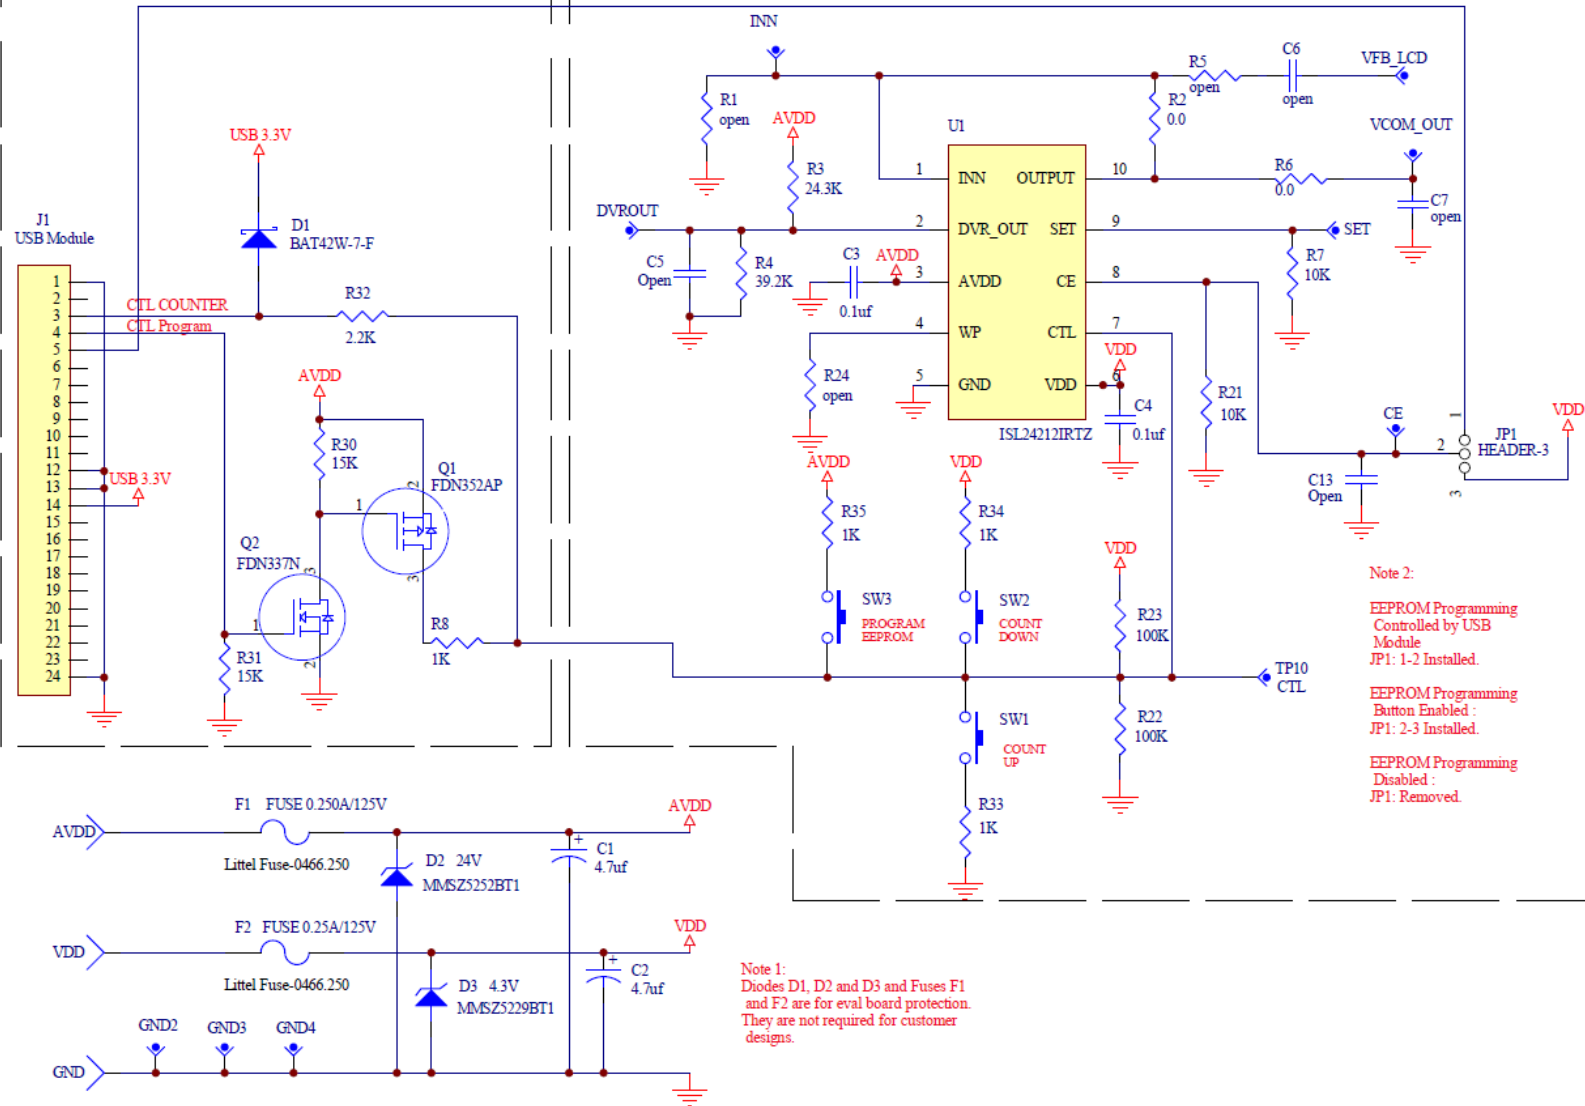 INN
R1
open
AVDD
R3
24.3K
DVROUT
C5
Open
R4
39.2K
C3
0.1uf
AVDD
R5
open
C6
open
VFB_LCD
R2
0.0
VCOM_OUT
R6
0.0
C7
open
U1
1 INN OUTPUT 10
2 DVR_OUT SET 9
3 AVDD CE 8
4 WP CTL 7
5 GND VDD 6
ISL24212IRTZ
SET
R7
10K
VDD
C4
0.1uf
R24
open
R21
10K
CE
C13
Open
1
2
3
JP1
HEADER-3
VDD
J1
USB Module
1
2
3
4
5
6
7
8
9
10
11
12
13
14
15
16
17
18
19
20
21
22
23
24
USB 3.3V
D1
BAT42W-7-F
CTL COUNTER
CTL Program
R32
2.2K
USB 3.3V
AVDD
R30
15K
Q1
FDN352AP
1
2
3
Q2
FDN337N
1
3
2
R31
15K
R8
1K
AVDD
R35
1K
SW3
PROGRAM
EEPROM
VDD
R34
1K
SW2
COUNT
DOWN
VDD
R23
100K
TP10
CTL
SW1
COUNT
UP
R22
100K
R33
1K
Note 2:
EEPROM Programming
Controlled by USB
Module
JP1: 1-2 Installed.
EEPROM Programming
Button Enabled :
JP1: 2-3 Installed.
EEPROM Programming
Disabled :
JP1: Removed.
AVDD
F1 FUSE 0.250A/125V
Littel Fuse-0466.250
D2 24V
MMSZ5252BT1
+
C1
4.7uf
AVDD
VDD
F2 FUSE 0.25A/125V
Littel Fuse-0466.250
D3 4.3V
MMSZ5229BT1
+
C2
4.7uf
VDD
GND
GND2
GND3
GND4
Note 1:
Diodes D1, D2 and D3 and Fuses F1
and F2 are for eval board protection.
They are not required for customer
designs.